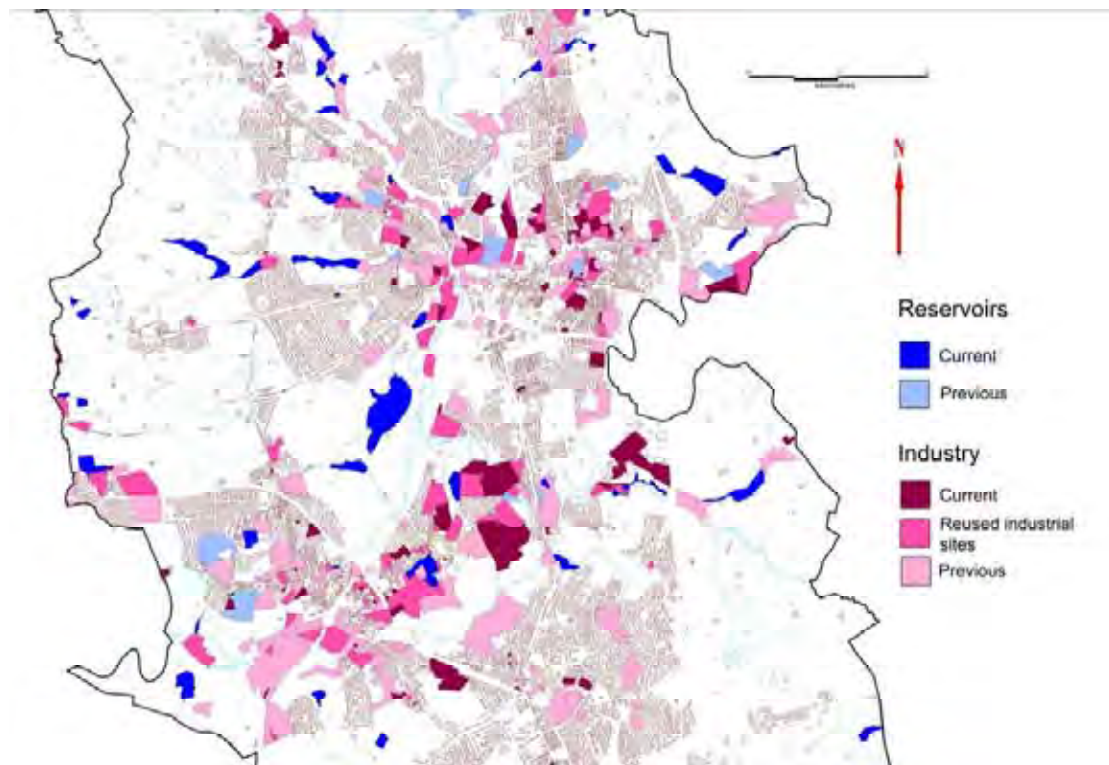 N
Reservoirs
Current
Previous
Industry
Current
Reused industrial
sites
Previous